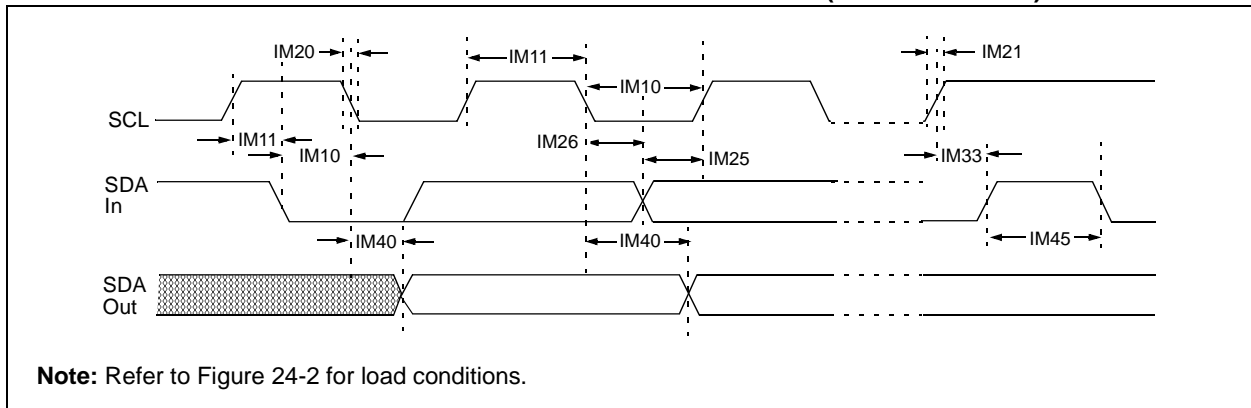 IM20
IM11
IM21
IM10
SCL
IM11
IM26
IM10
IM25
IM33
SDA
In
IM40
IM40
IM45
SDA
Out
Note: Refer to Figure 24-2 for load conditions.